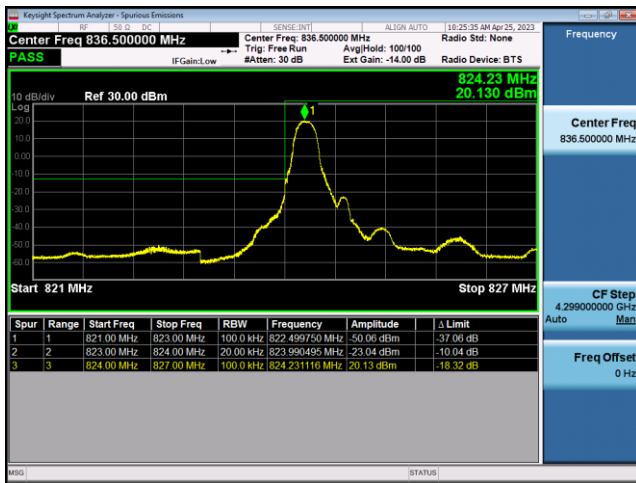 Keysight Spectrum Analyzer - Spurious Emissions
RF 50 Ω DC SENSE:INT ALIGN AUTO 10:25:35 AM Apr 25, 2023
Center Freq 836.500000 MHz Center Freq: 836.500000 MHz Radio Std: None
Trig: Free Run Avg|Hold: 100/100
PASS IFGain:Low #Atten: 30 dB Ext Gain: -14.00 dB Radio Device: BTS
824.23 MHz
10 dB/div Ref 30.00 dBm 20.130 dBm
Log
20.0
1
10.0
0.00
-10.0
-20.0
-30.0
-40.0
-50.0
-60.0
Start 821 MHz Stop 827 MHz
Spur Range Start Freq Stop Freq RBW Frequency Amplitude Δ Limit
1 1 821.00 MHz 823.00 MHz 100.0 kHz 822.499750 MHz -50.06 dBm -37.06 dB
2 2 823.00 MHz 824.00 MHz 20.00 kHz 823.990495 MHz -23.04 dBm -10.04 dB
3 3 824.00 MHz 827.00 MHz 100.0 kHz 824.231116 MHz 20.13 dBm -18.32 dB
MSG STATUS
Frequency
Center Freq
836.500000 MHz
CF Step
4.299000000 GHz
Auto Man
Freq Offset
0 Hz